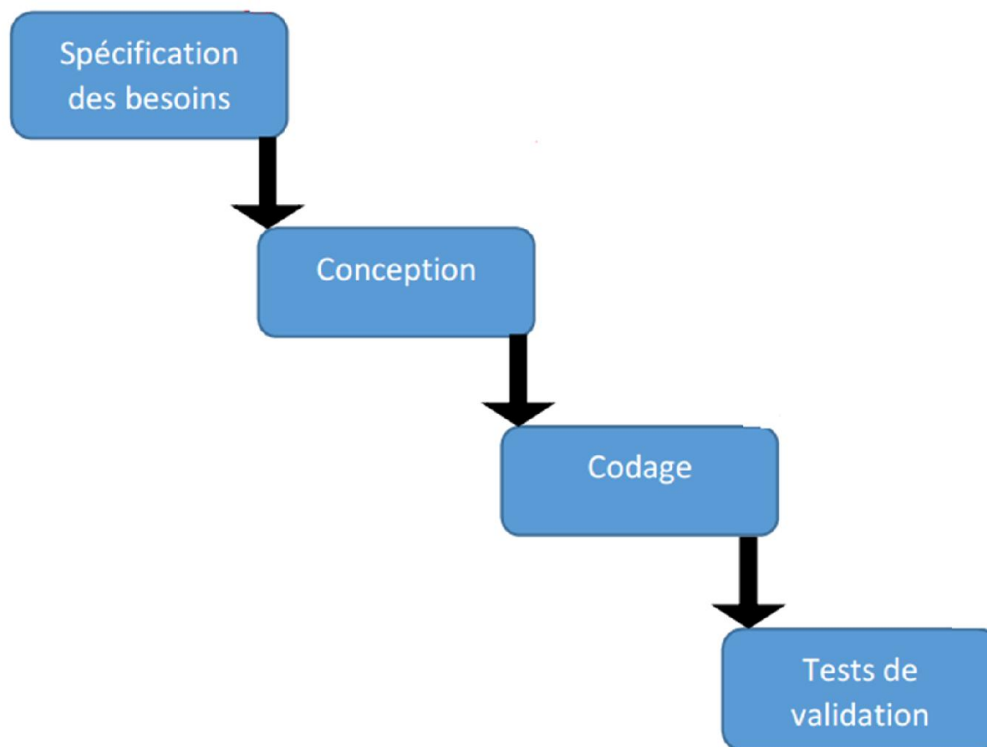 Spécification
des besoins
Conception
Codage
Tests de
validation